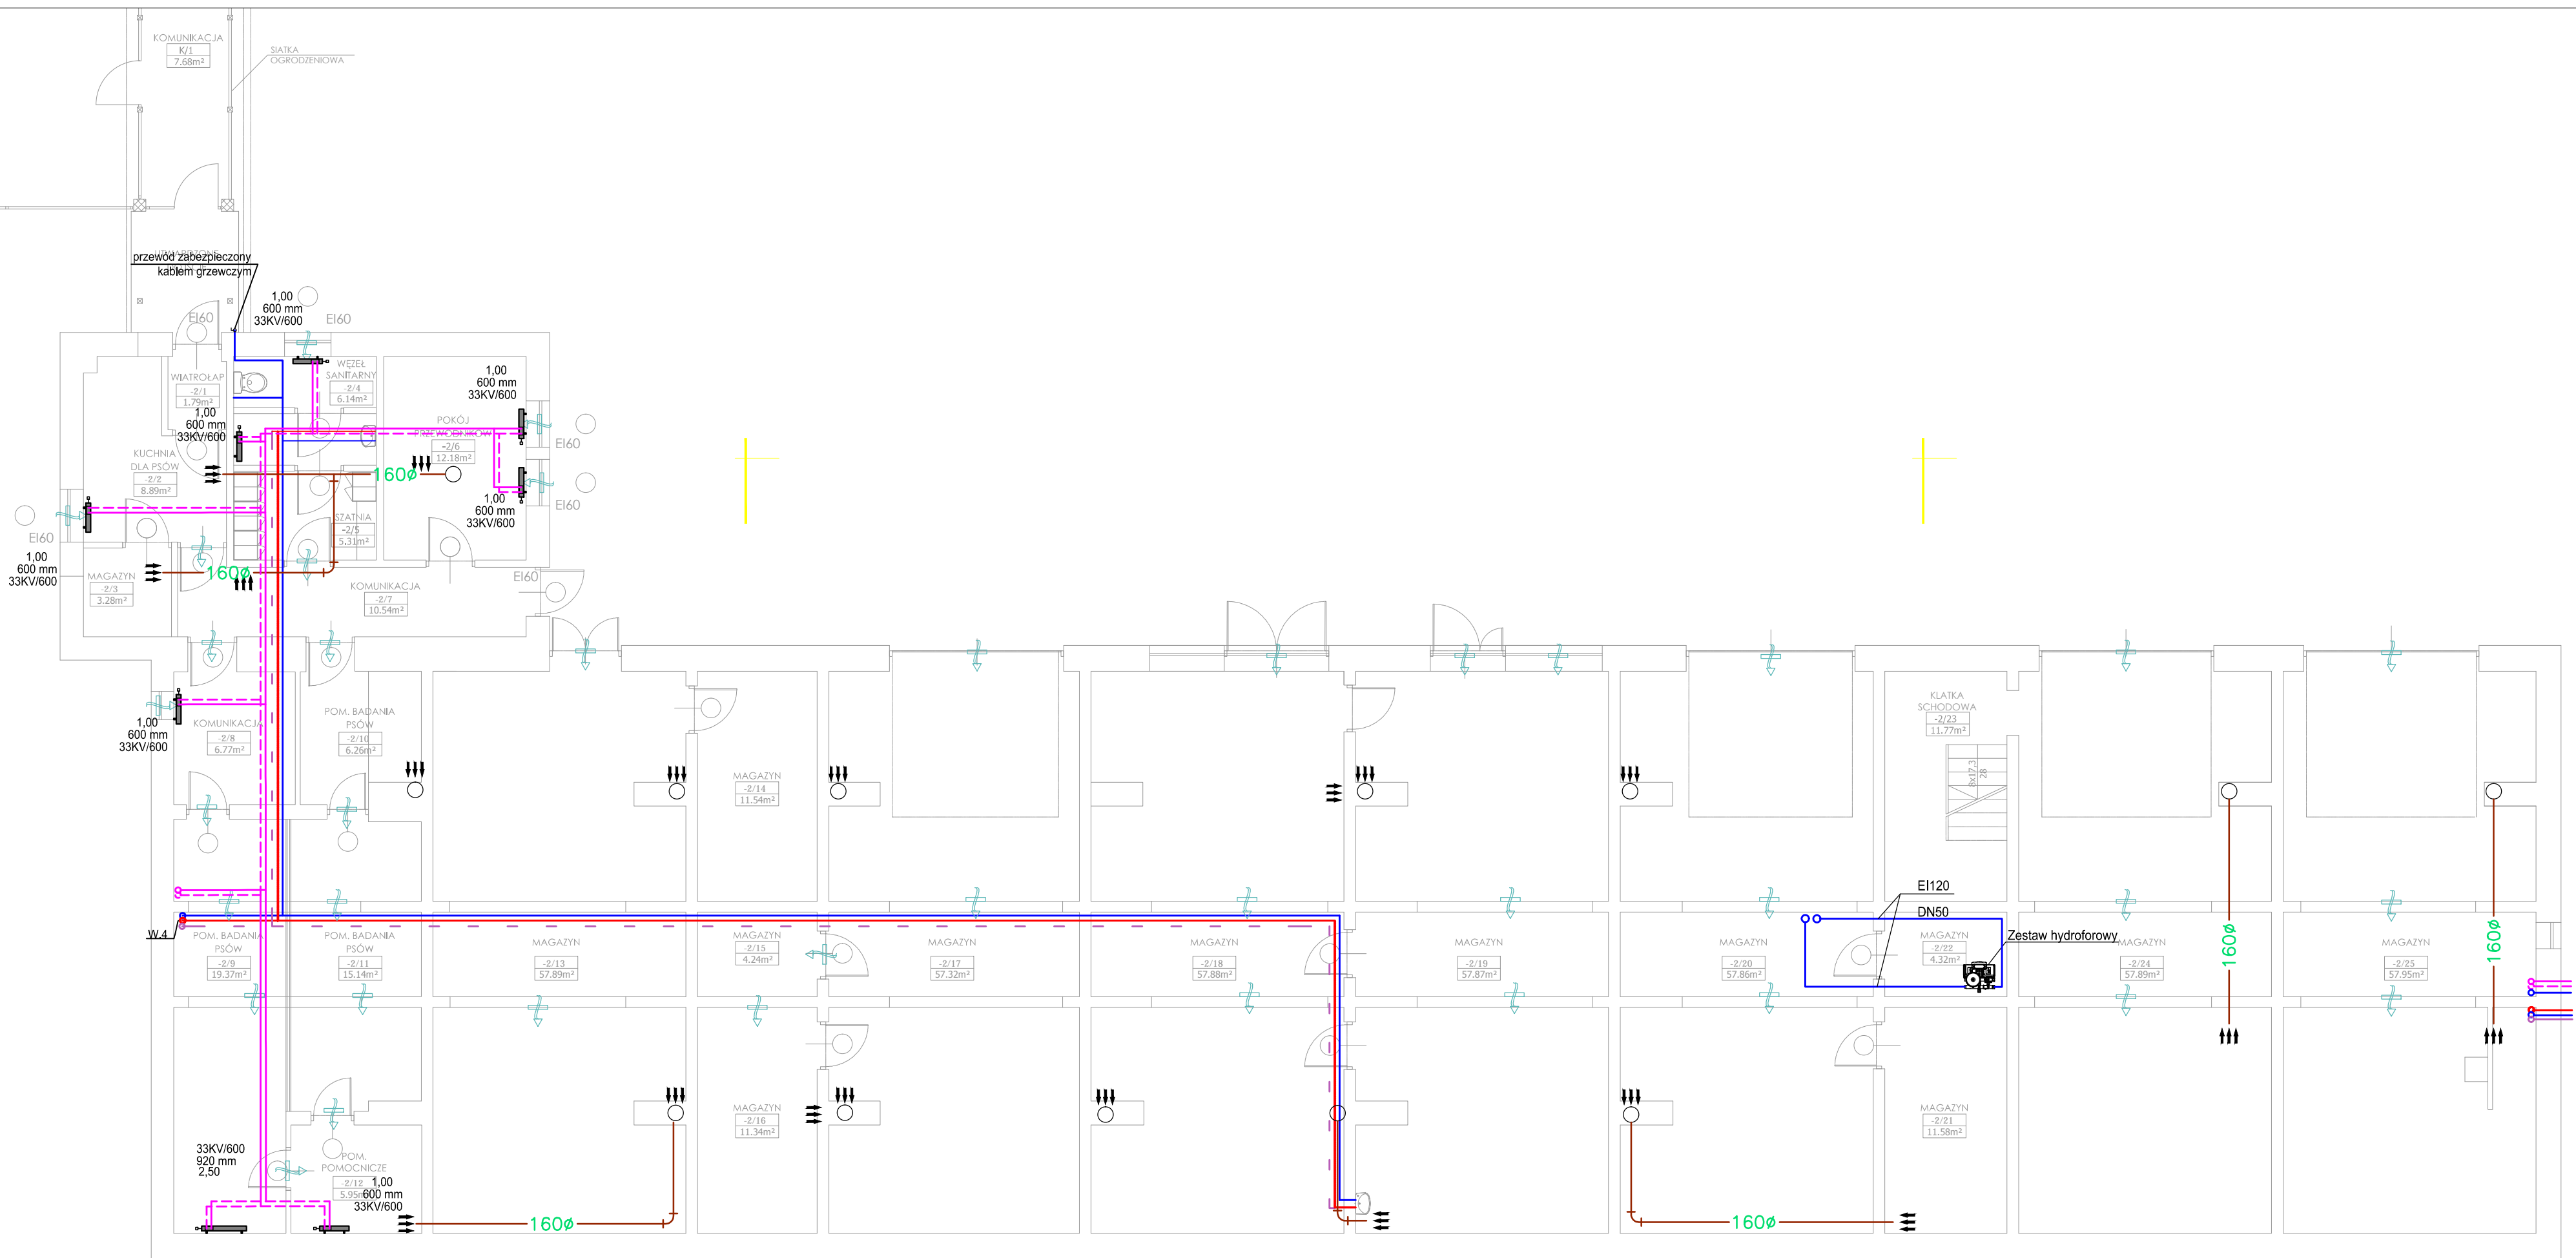 KOMUNIKACJA
K/1
7.68m²
SIATKA
OGRODZENIOWA
przewód zabezpieczony
kablem grzewczym
EI60
1,00
600 mm
33KV/600
EI60
WIATROŁAP
-2/1
1.79m²
WĘZEŁ
SANITARNY
-2/4
6.14m²
1,00
600 mm
33KV/600
1,00
600 mm
33KV/600
POKÓJ
PRZEWODNIKÓW
-2/6
12.18m²
EI60
KUCHNIA
DLA PSÓW
-2/2
8.89m²
160ø
1,00
600 mm
33KV/600
EI60
SZATNIA
-2/5
5.31m²
EI60
1,00
600 mm
33KV/600
MAGAZYN
-2/3
3.28m²
160ø
KOMUNIKACJA
-2/7
10.54m²
EI60
1,00
600 mm
33KV/600
KOMUNIKACJA
-2/8
6.77m²
POM. BADANIA
PSÓW
-2/10
6.26m²
MAGAZYN
-2/14
11.54m²
KLATKA
SCHODOWA
-2/23
11.77m²
8x17,3
28
EI120
DN50
W.4
POM. BADANIA
PSÓW
-2/9
19.37m²
POM. BADANIA
PSÓW
-2/11
15.14m²
MAGAZYN
-2/13
57.89m²
MAGAZYN
-2/15
4.24m²
MAGAZYN
-2/17
57.32m²
MAGAZYN
-2/18
57.88m²
MAGAZYN
-2/19
57.87m²
MAGAZYN
-2/20
57.86m²
MAGAZYN
-2/22
4.32m²
Zestaw hydroforowy
MAGAZYN
-2/24
57.89m²
160ø
MAGAZYN
-2/25
57.95m²
160ø
MAGAZYN
-2/16
11.34m²
MAGAZYN
-2/21
11.58m²
33KV/600
920 mm
2,50
POM.
POMOCNICZE
-2/12
5.95m²
1,00
600 mm
33KV/600
160ø
160ø